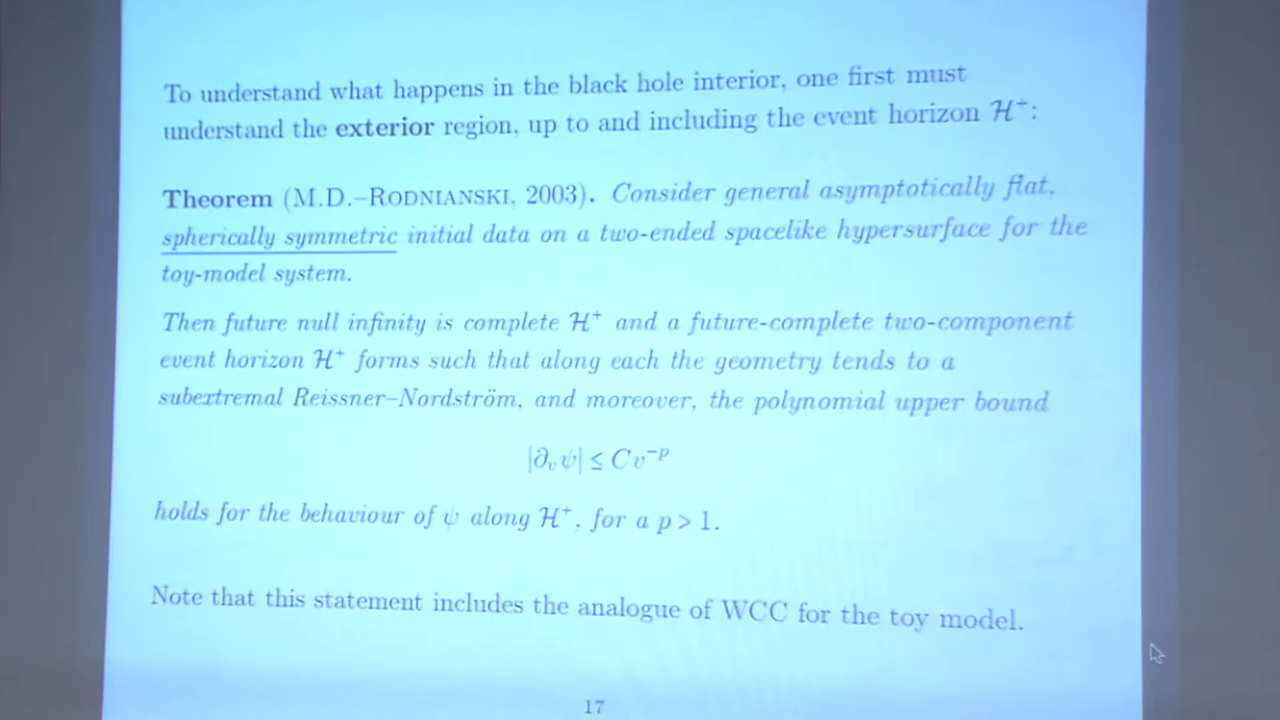 To understand what happens in the black hole interior, one first must
understand the exterior region, up to and including the event horizon ℋ⁺:
Theorem (M.D.–RODNIANSKI, 2003). Consider general asymptotically flat,
spherically symmetric initial data on a two-ended spacelike hypersurface for the
toy-model system.
Then future null infinity is complete ℋ⁺ and a future-complete two-component
event horizon ℋ⁺ forms such that along each the geometry tends to a
subextremal Reissner–Nordström, and moreover, the polynomial upper bound
|∂ᵥψ| ≤ Cv⁻ᵖ
holds for the behaviour of ψ along ℋ⁺, for a p > 1.
Note that this statement includes the analogue of WCC for the toy model.
17